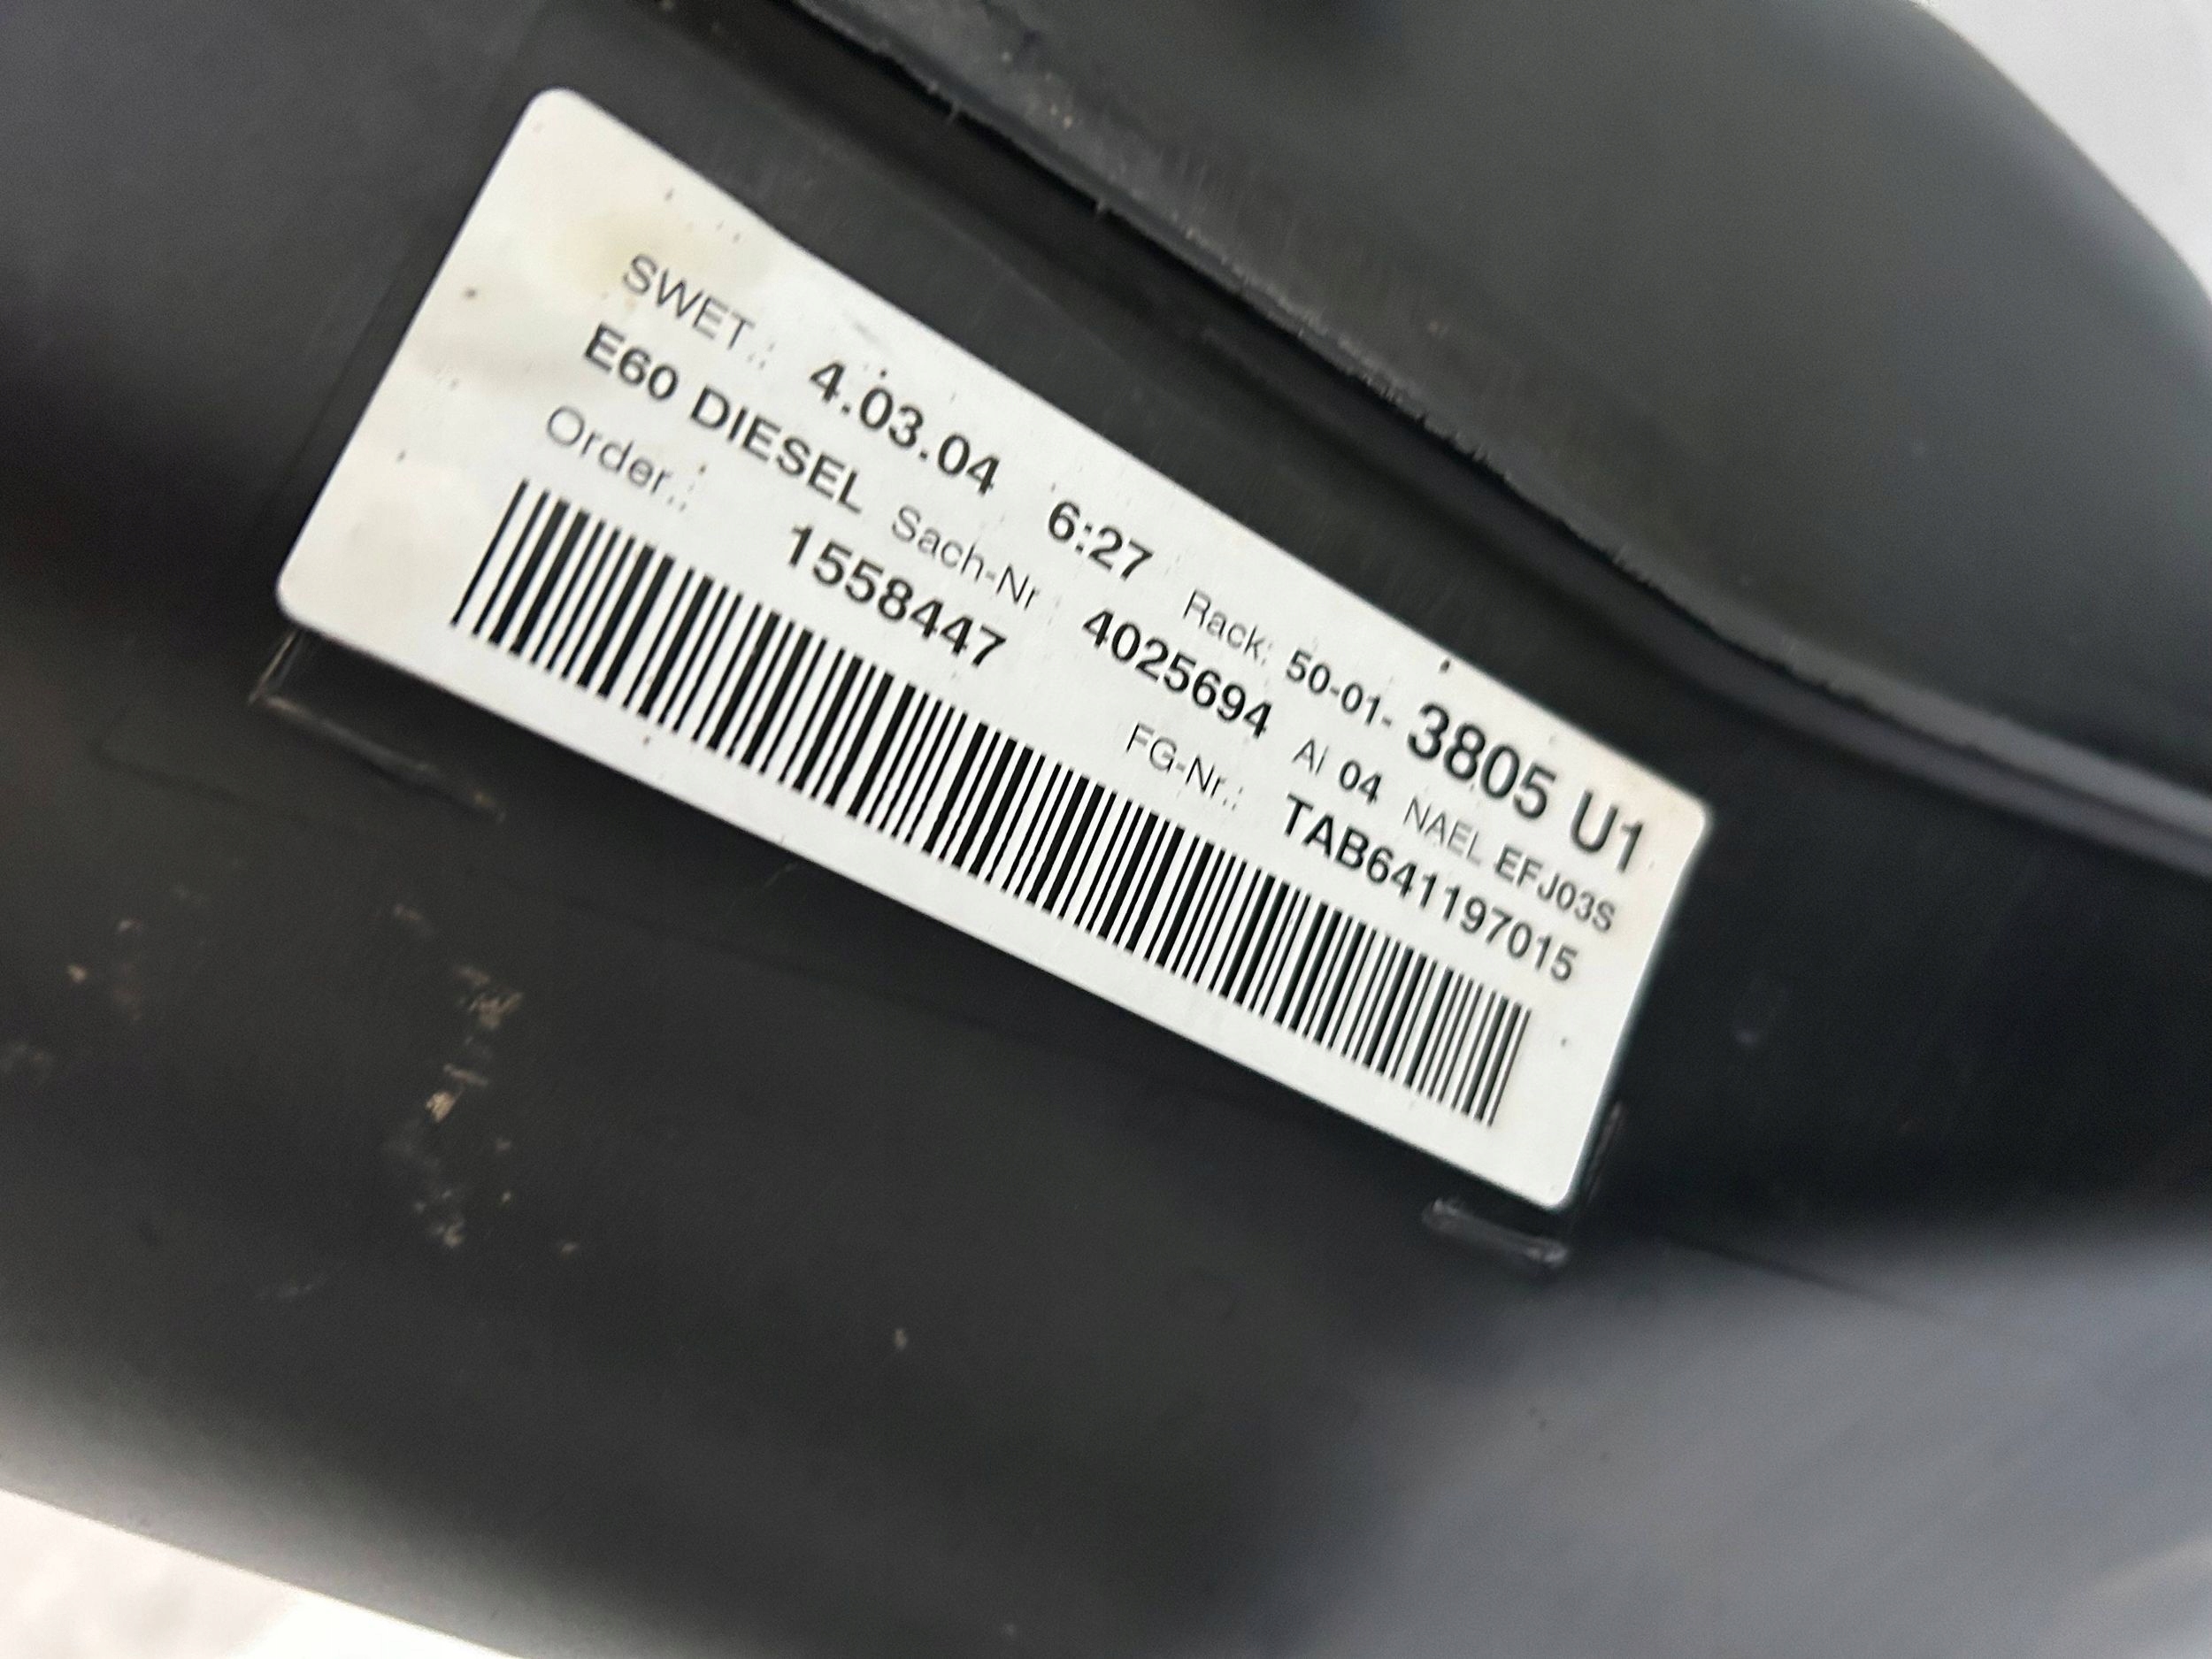 SWET.: 4.03.04 6:27 Rack: 50-01- 3805 U1
E60 DIESEL Sach-Nr : 4025694 AI 04 NAEL EFJ03S
Order.: 1558447 FG-Nr.: TAB641197015